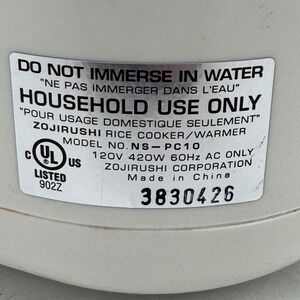 DO NOT IMMERSE IN WATER
"NE PAS IMMERGER DANS L'EAU"
HOUSEHOLD USE ONLY
"POUR USAGE DOMESTIQUE SEULEMENT"
ZOJIRUSHI RICE COOKER/WARMER
MODEL NO. NS-PC10
120V 420W 60Hz AC ONLY
ZOJIRUSHI CORPORATION
Made in China
C UL US
LISTED
902Z
3830426